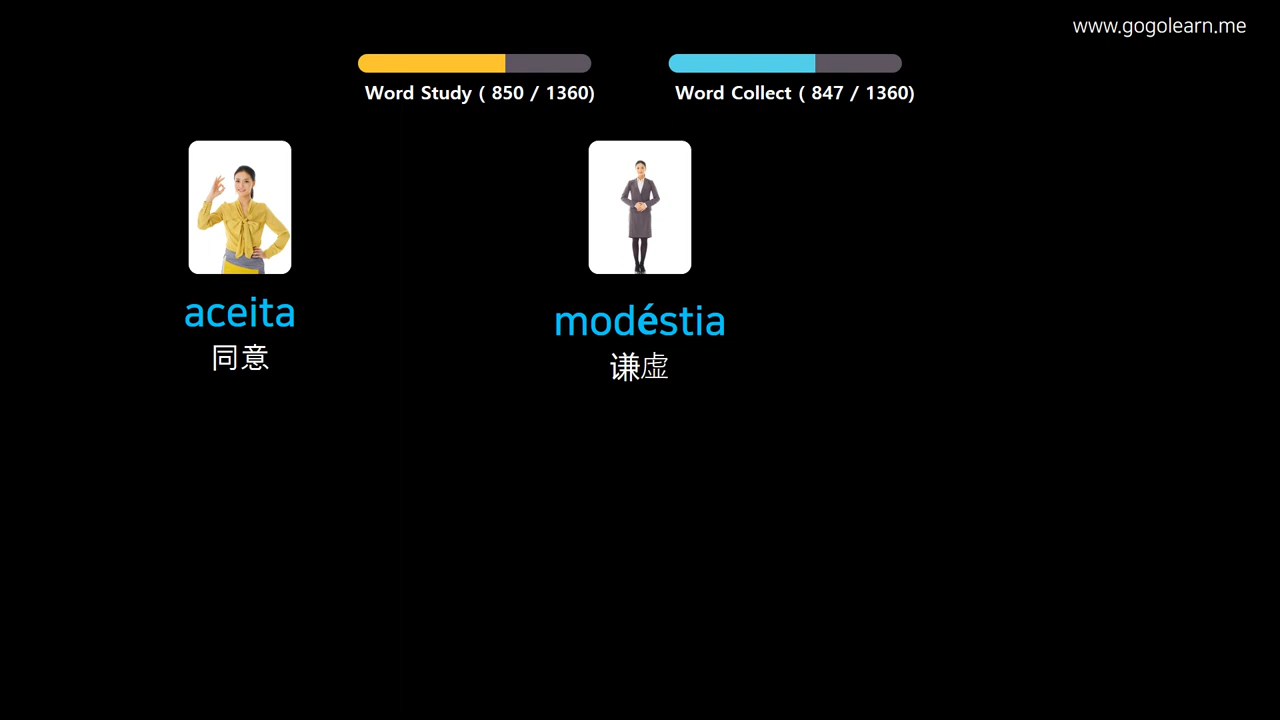 www.gogolearn.me
Word Study ( 850 / 1360)
Word Collect ( 847 / 1360)
aceita
同意
modéstia
谦虚